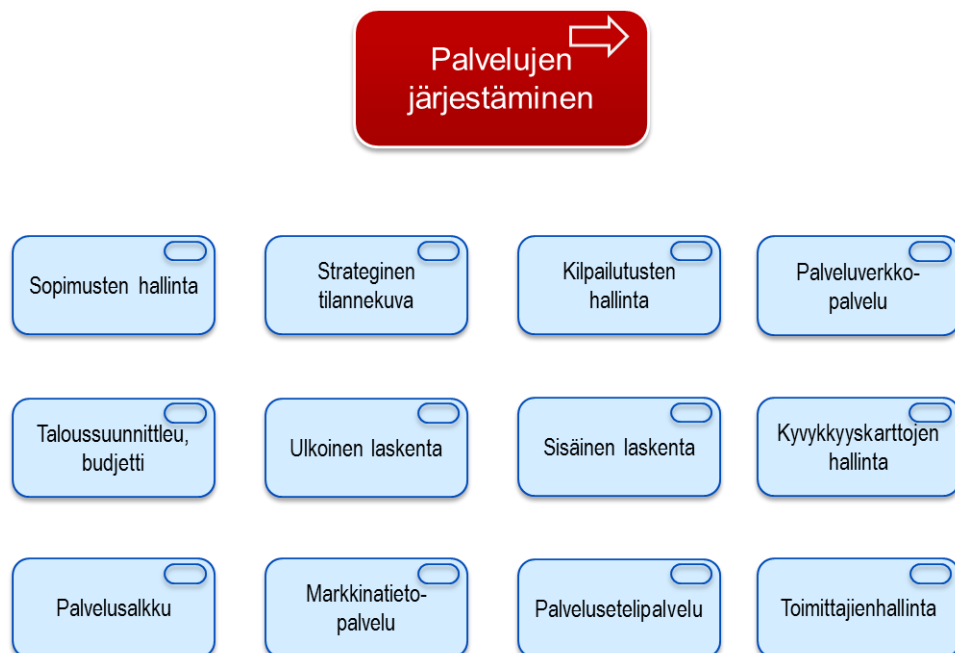 Palvelujen
järjestäminen
Sopimusten hallinta
Strateginen
tilannekuva
Kilpailutusten
hallinta
Palveluverkko-
palvelu
Taloussuunnittleu,
budjetti
Ulkoinen laskenta
Sisäinen laskenta
Kyvykkyyskarttojen
hallinta
Palvelusalkku
Markkinatieto-
palvelu
Palvelusetelipalvelu
Toimittajienhallinta